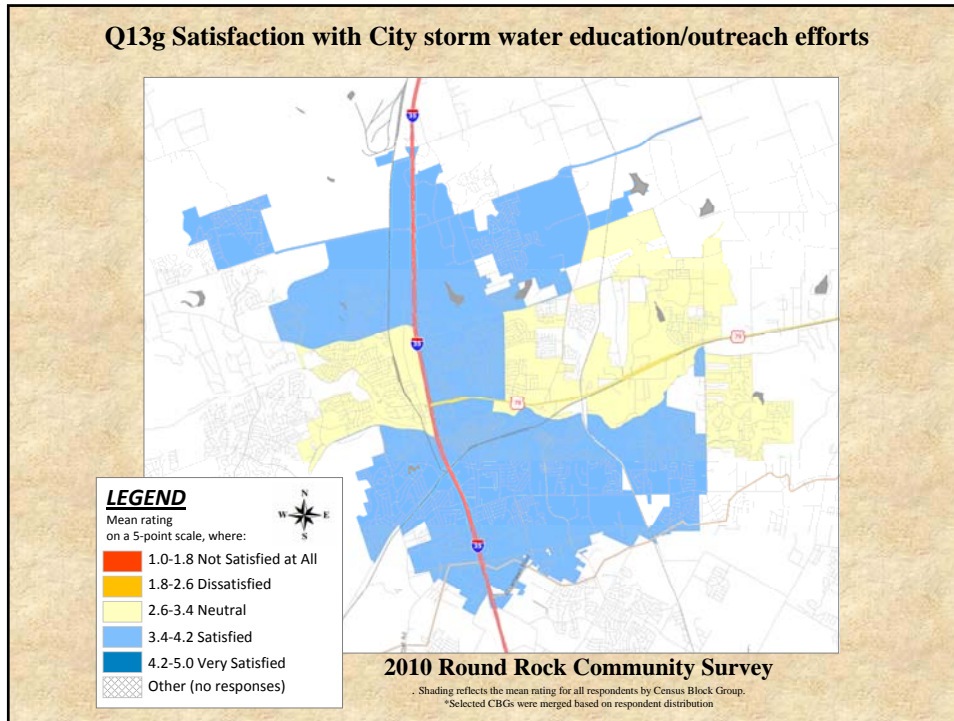 Q13g Satisfaction with City storm water education/outreach efforts
35
35
79
79
35
LEGEND
Mean rating
on a 5-point scale, where:
N
W E
S
1.0-1.8 Not Satisfied at All
1.8-2.6 Dissatisfied
2.6-3.4 Neutral
3.4-4.2 Satisfied
4.2-5.0 Very Satisfied
Other (no responses)
2010 Round Rock Community Survey
. Shading reflects the mean rating for all respondents by Census Block Group.
*Selected CBGs were merged based on respondent distribution